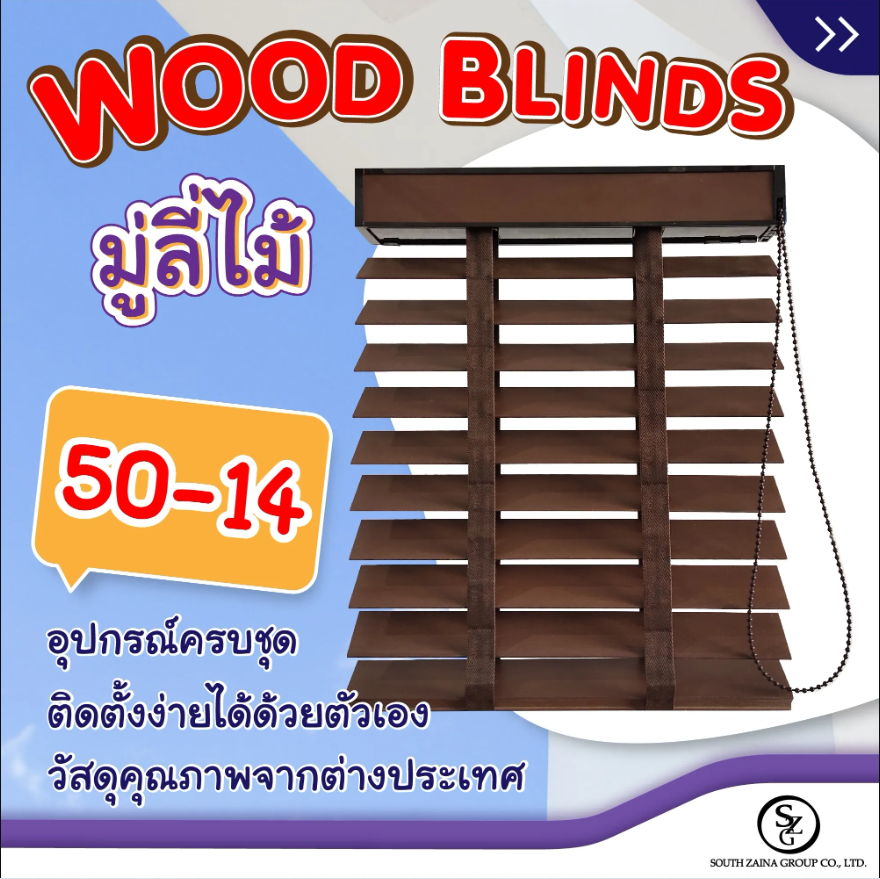 WOOD BLINDS
มู่ลี่ไม้
50-14
อุปกรณ์ครบชุด
ติดตั้งง่ายได้ด้วยตัวเอง
วัสดุคุณภาพจากต่างประเทศ
SZG
SOUTH ZAINA GROUP CO., LTD.